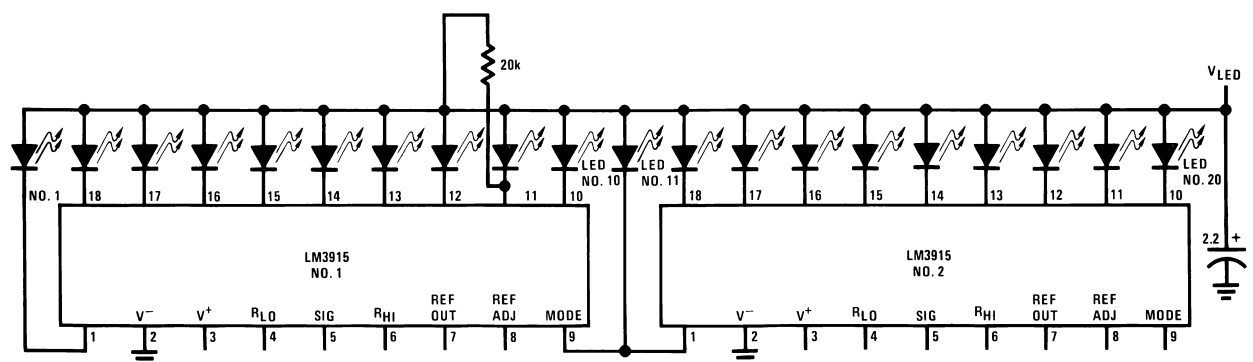 20k
V LED
NO. 1
LED NO. 10
LED NO. 11
LED NO. 20
18 17 16 15 14 13 12 11 10
18 17 16 15 14 13 12 11 10
2.2 +
LM3915
NO. 1
LM3915
NO. 2
V− V+ RLO SIG RHI REF OUT REF ADJ MODE
V− V+ RLO SIG RHI REF OUT REF ADJ MODE
1 2 3 4 5 6 7 8 9
1 2 3 4 5 6 7 8 9